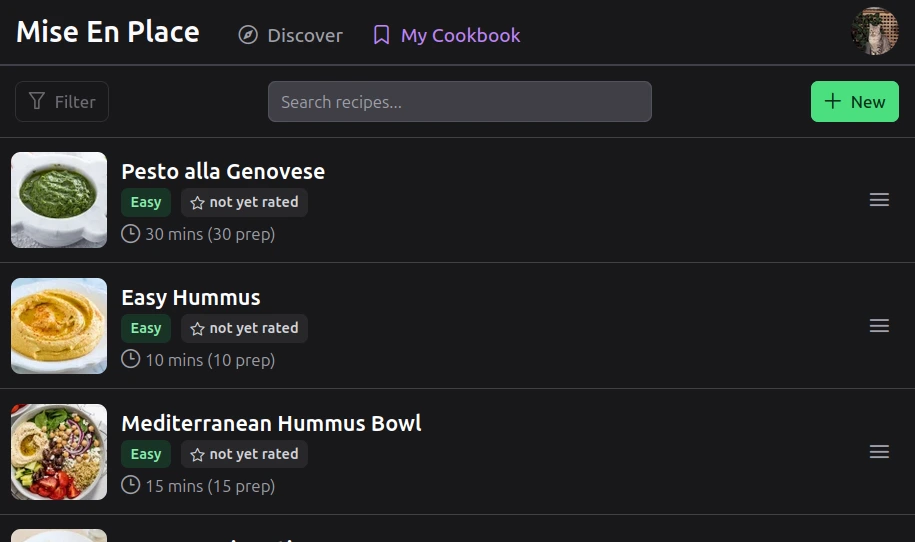 Mise En Place
Discover
My Cookbook
Filter
Search recipes...
New
Pesto alla Genovese
Easy
not yet rated
30 mins (30 prep)
Easy Hummus
Easy
not yet rated
10 mins (10 prep)
Mediterranean Hummus Bowl
Easy
not yet rated
15 mins (15 prep)